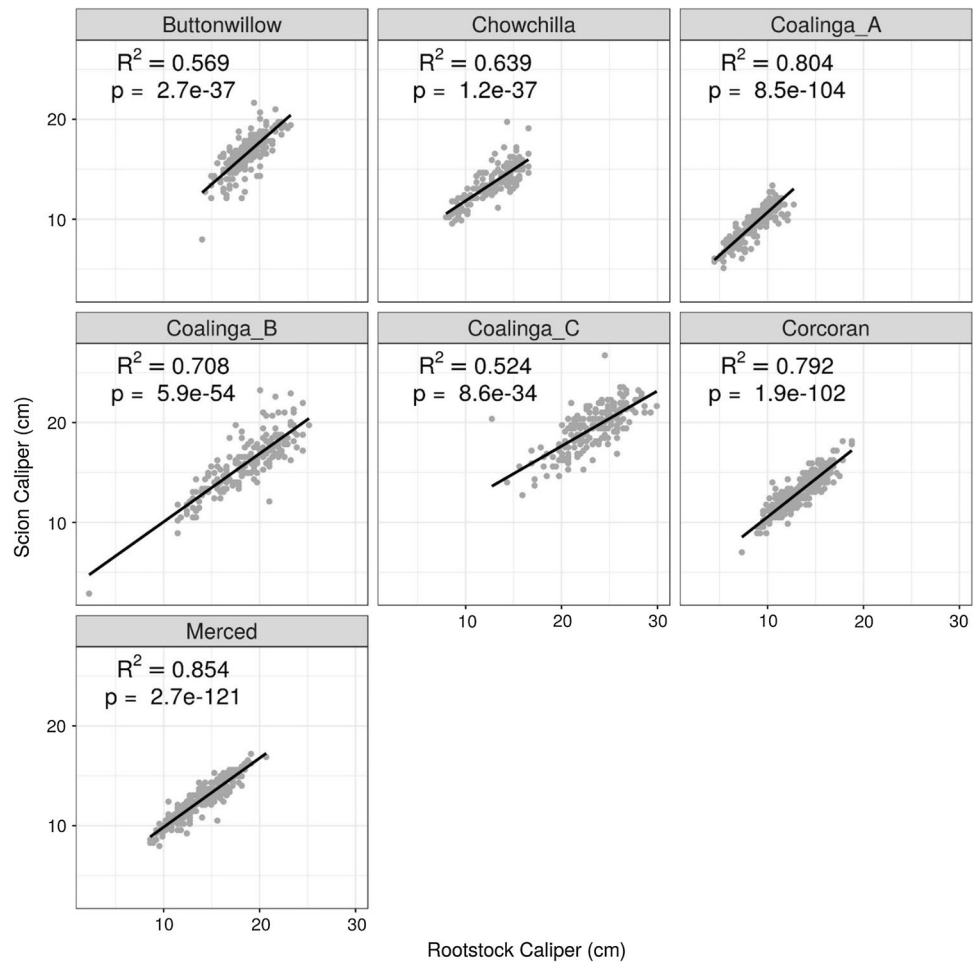 Buttonwillow
Chowchilla
Coalinga_A
R² = 0.569
p = 2.7e-37
R² = 0.639
p = 1.2e-37
R² = 0.804
p = 8.5e-104
20
10
Coalinga_B
Coalinga_C
Corcoran
R² = 0.708
p = 5.9e-54
R² = 0.524
p = 8.6e-34
R² = 0.792
p = 1.9e-102
20
10
Scion Caliper (cm)
10 20 30
10 20 30
Merced
R² = 0.854
p = 2.7e-121
20
10
10 20 30
Rootstock Caliper (cm)